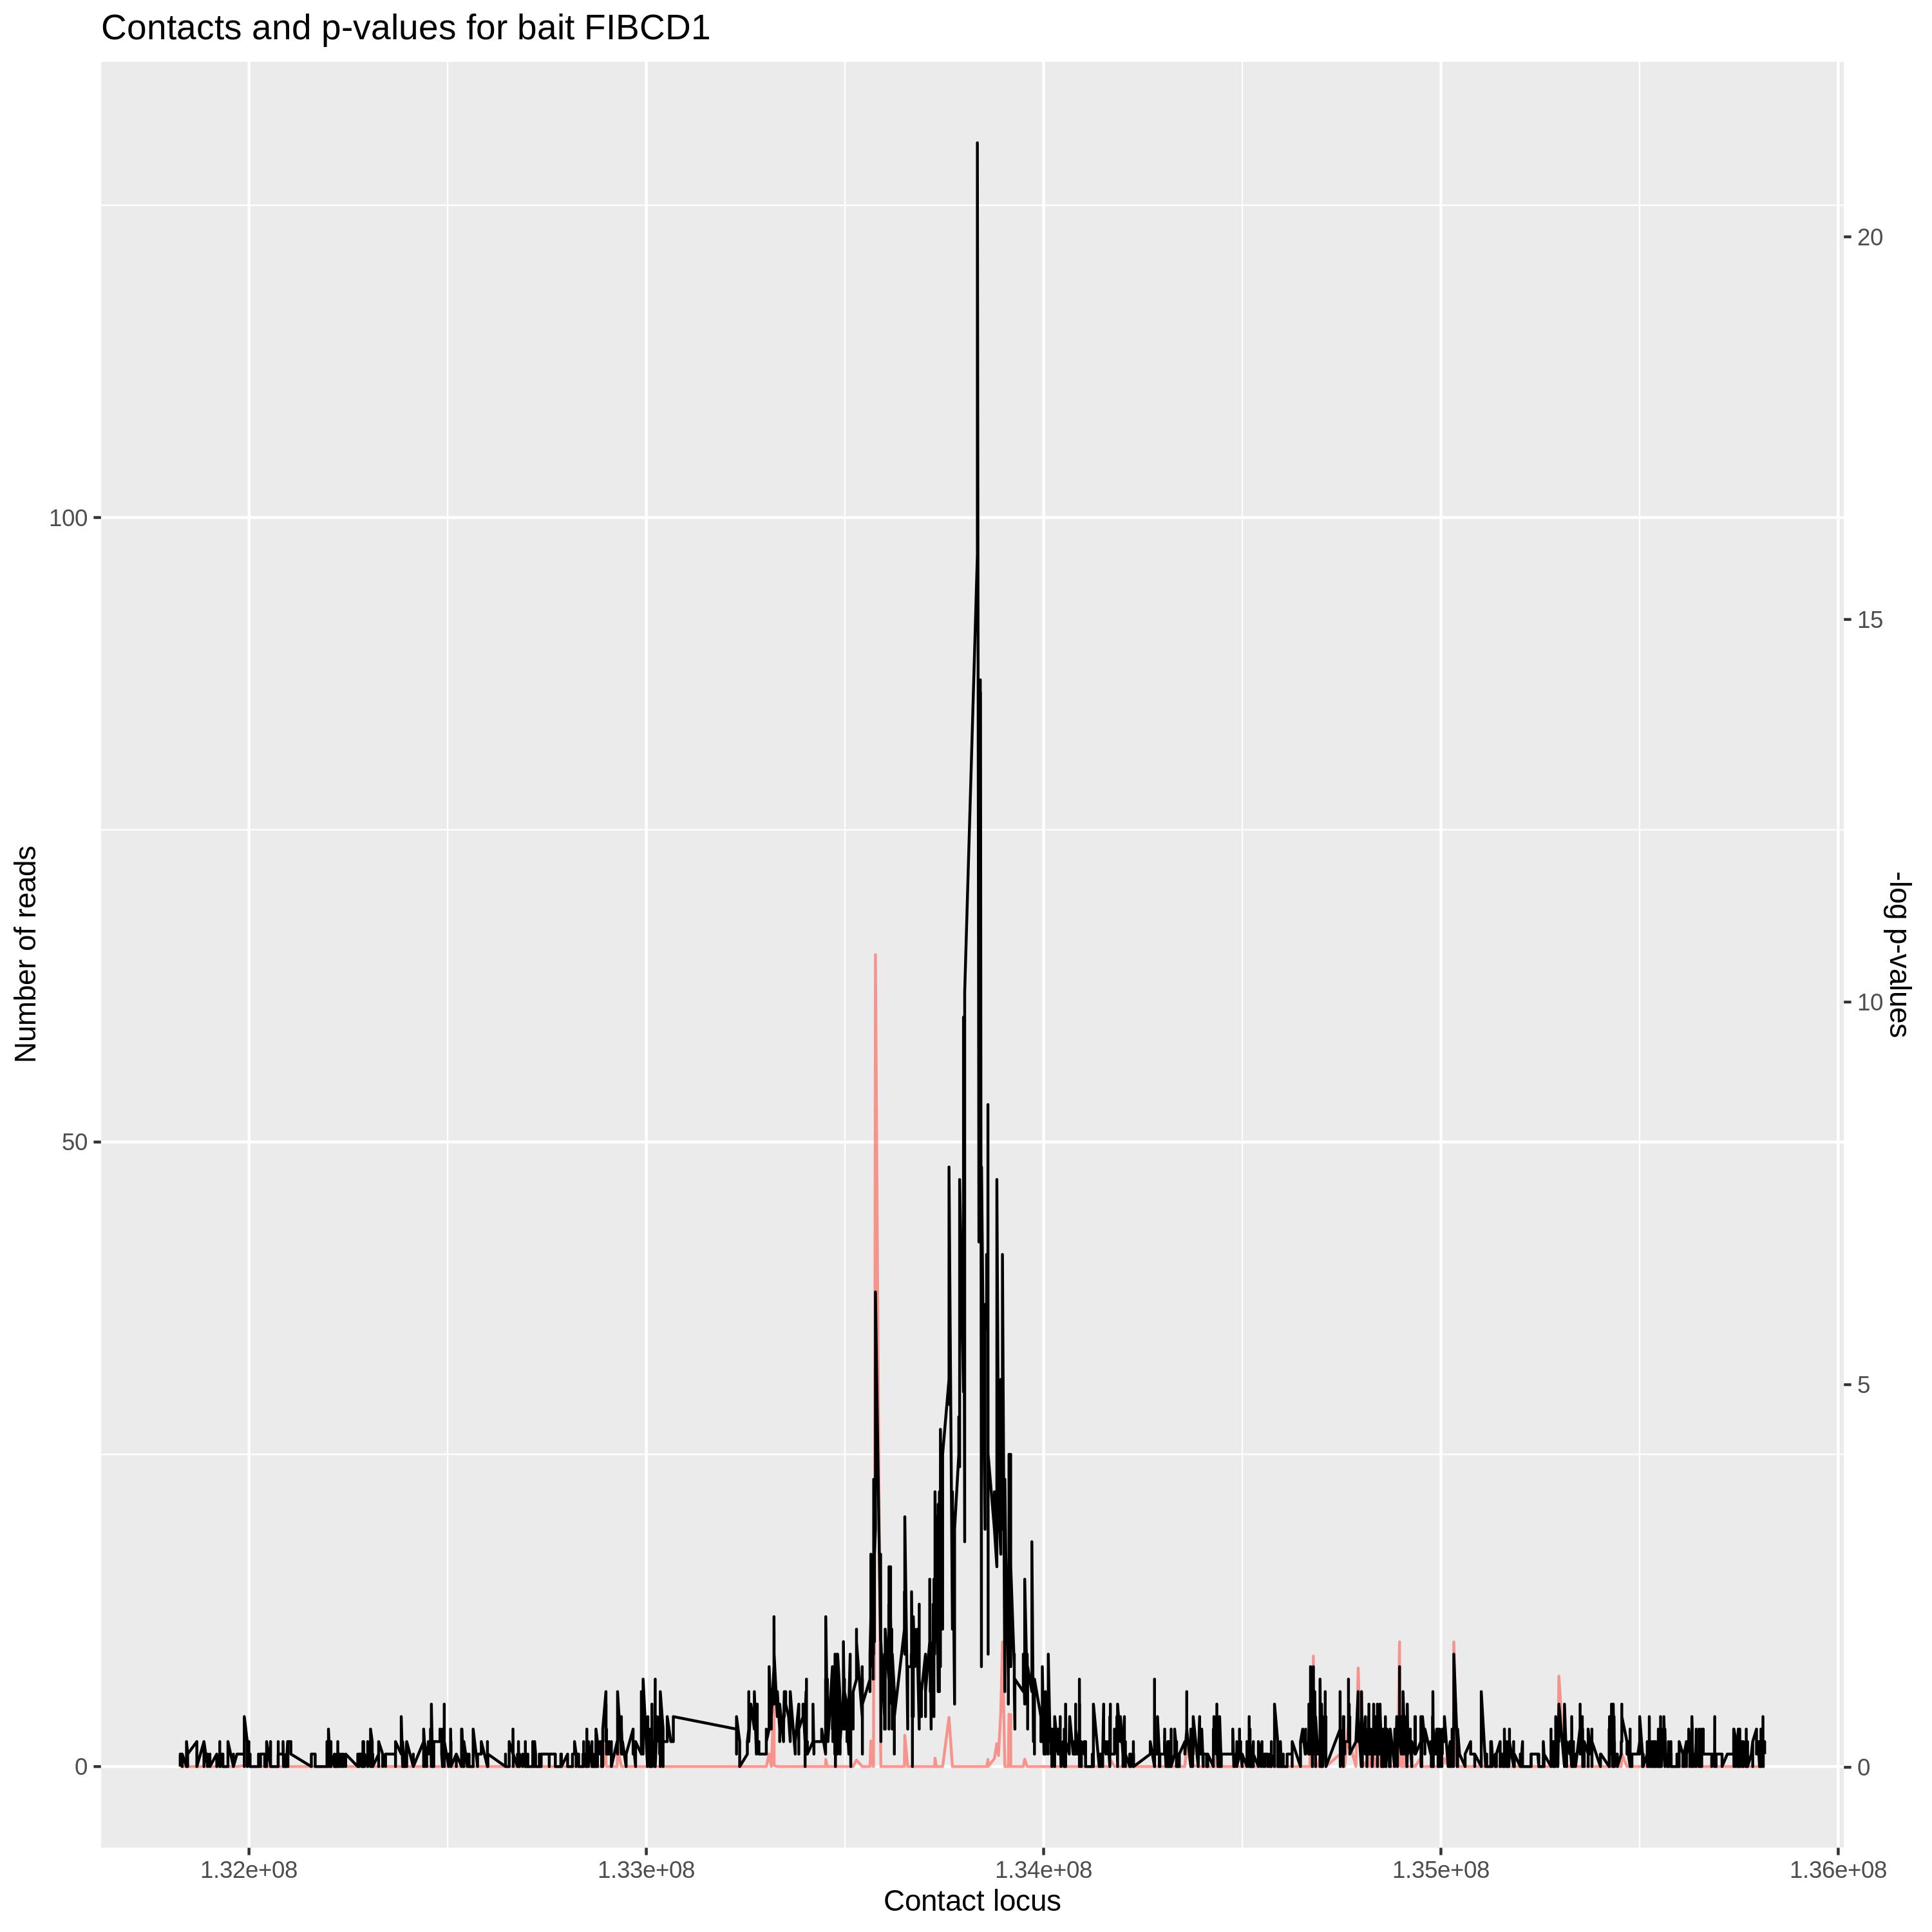 Contacts and p-values for bait FIBCD1
Number of reads
100
50
0
20
15
10
5
0
-log p-values
1.32e+08
1.33e+08
1.34e+08
1.35e+08
1.36e+08
Contact locus